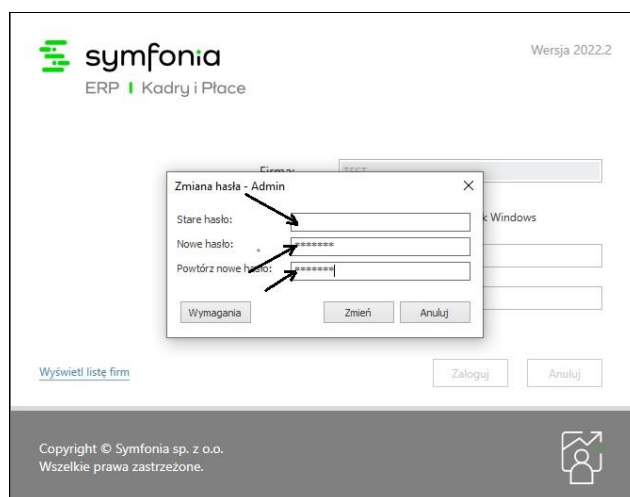 symfonia
Wersja 2022.2
ERP I Kadry i Płace
Firma: TEST
Zmiana hasła - Admin
Windows
Stare hasło:
Nowe hasło: *******
Powtórz nowe hasło: *******
Wymagania Zmień Anuluj
Wyświetl listę firm
Zaloguj Anuluj
Copyright © Symfonia sp. z o.o.
Wszelkie prawa zastrzeżone.